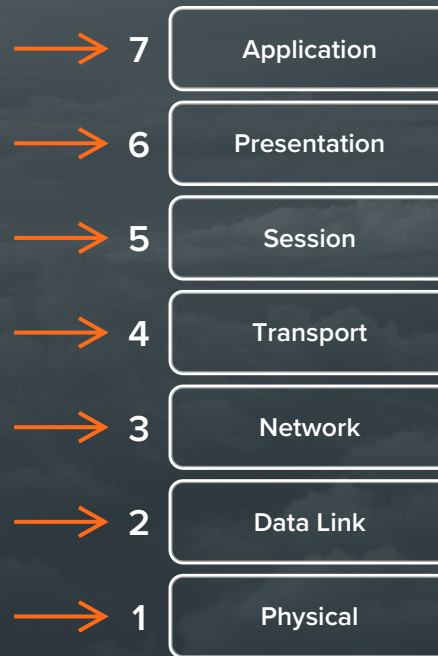 7 Application
6 Presentation
5 Session
4 Transport
3 Network
2 Data Link
1 Physical